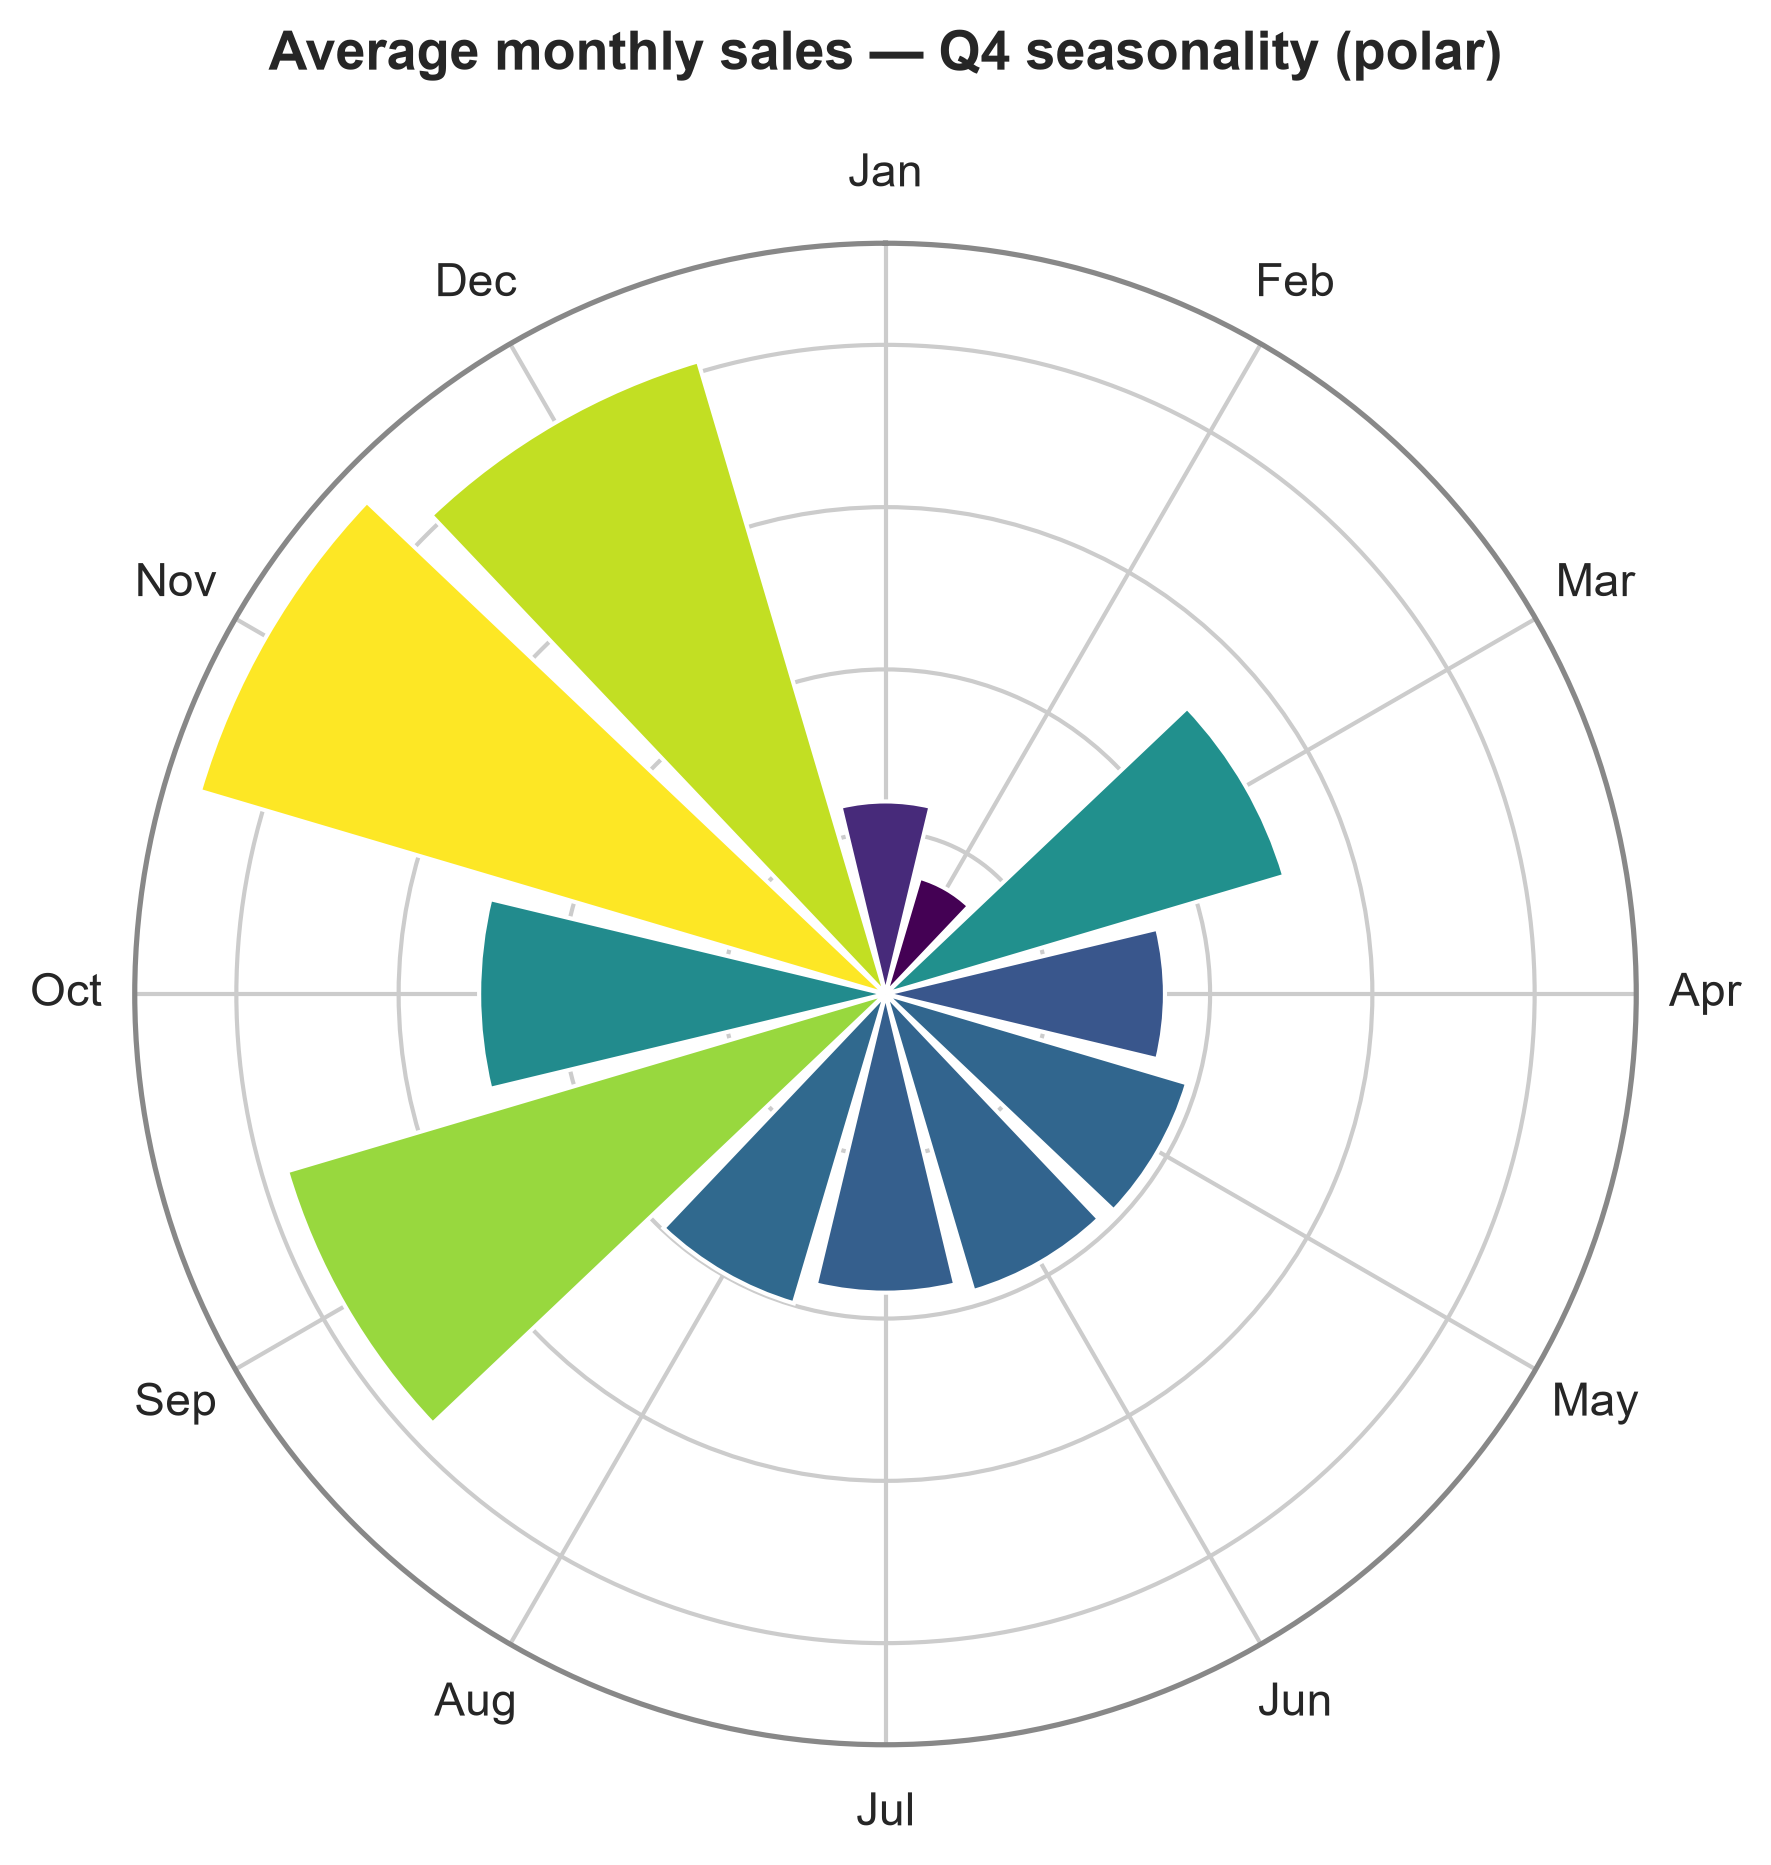 Average monthly sales — Q4 seasonality (polar)
Jan
Feb
Mar
Apr
May
Jun
Jul
Aug
Sep
Oct
Nov
Dec